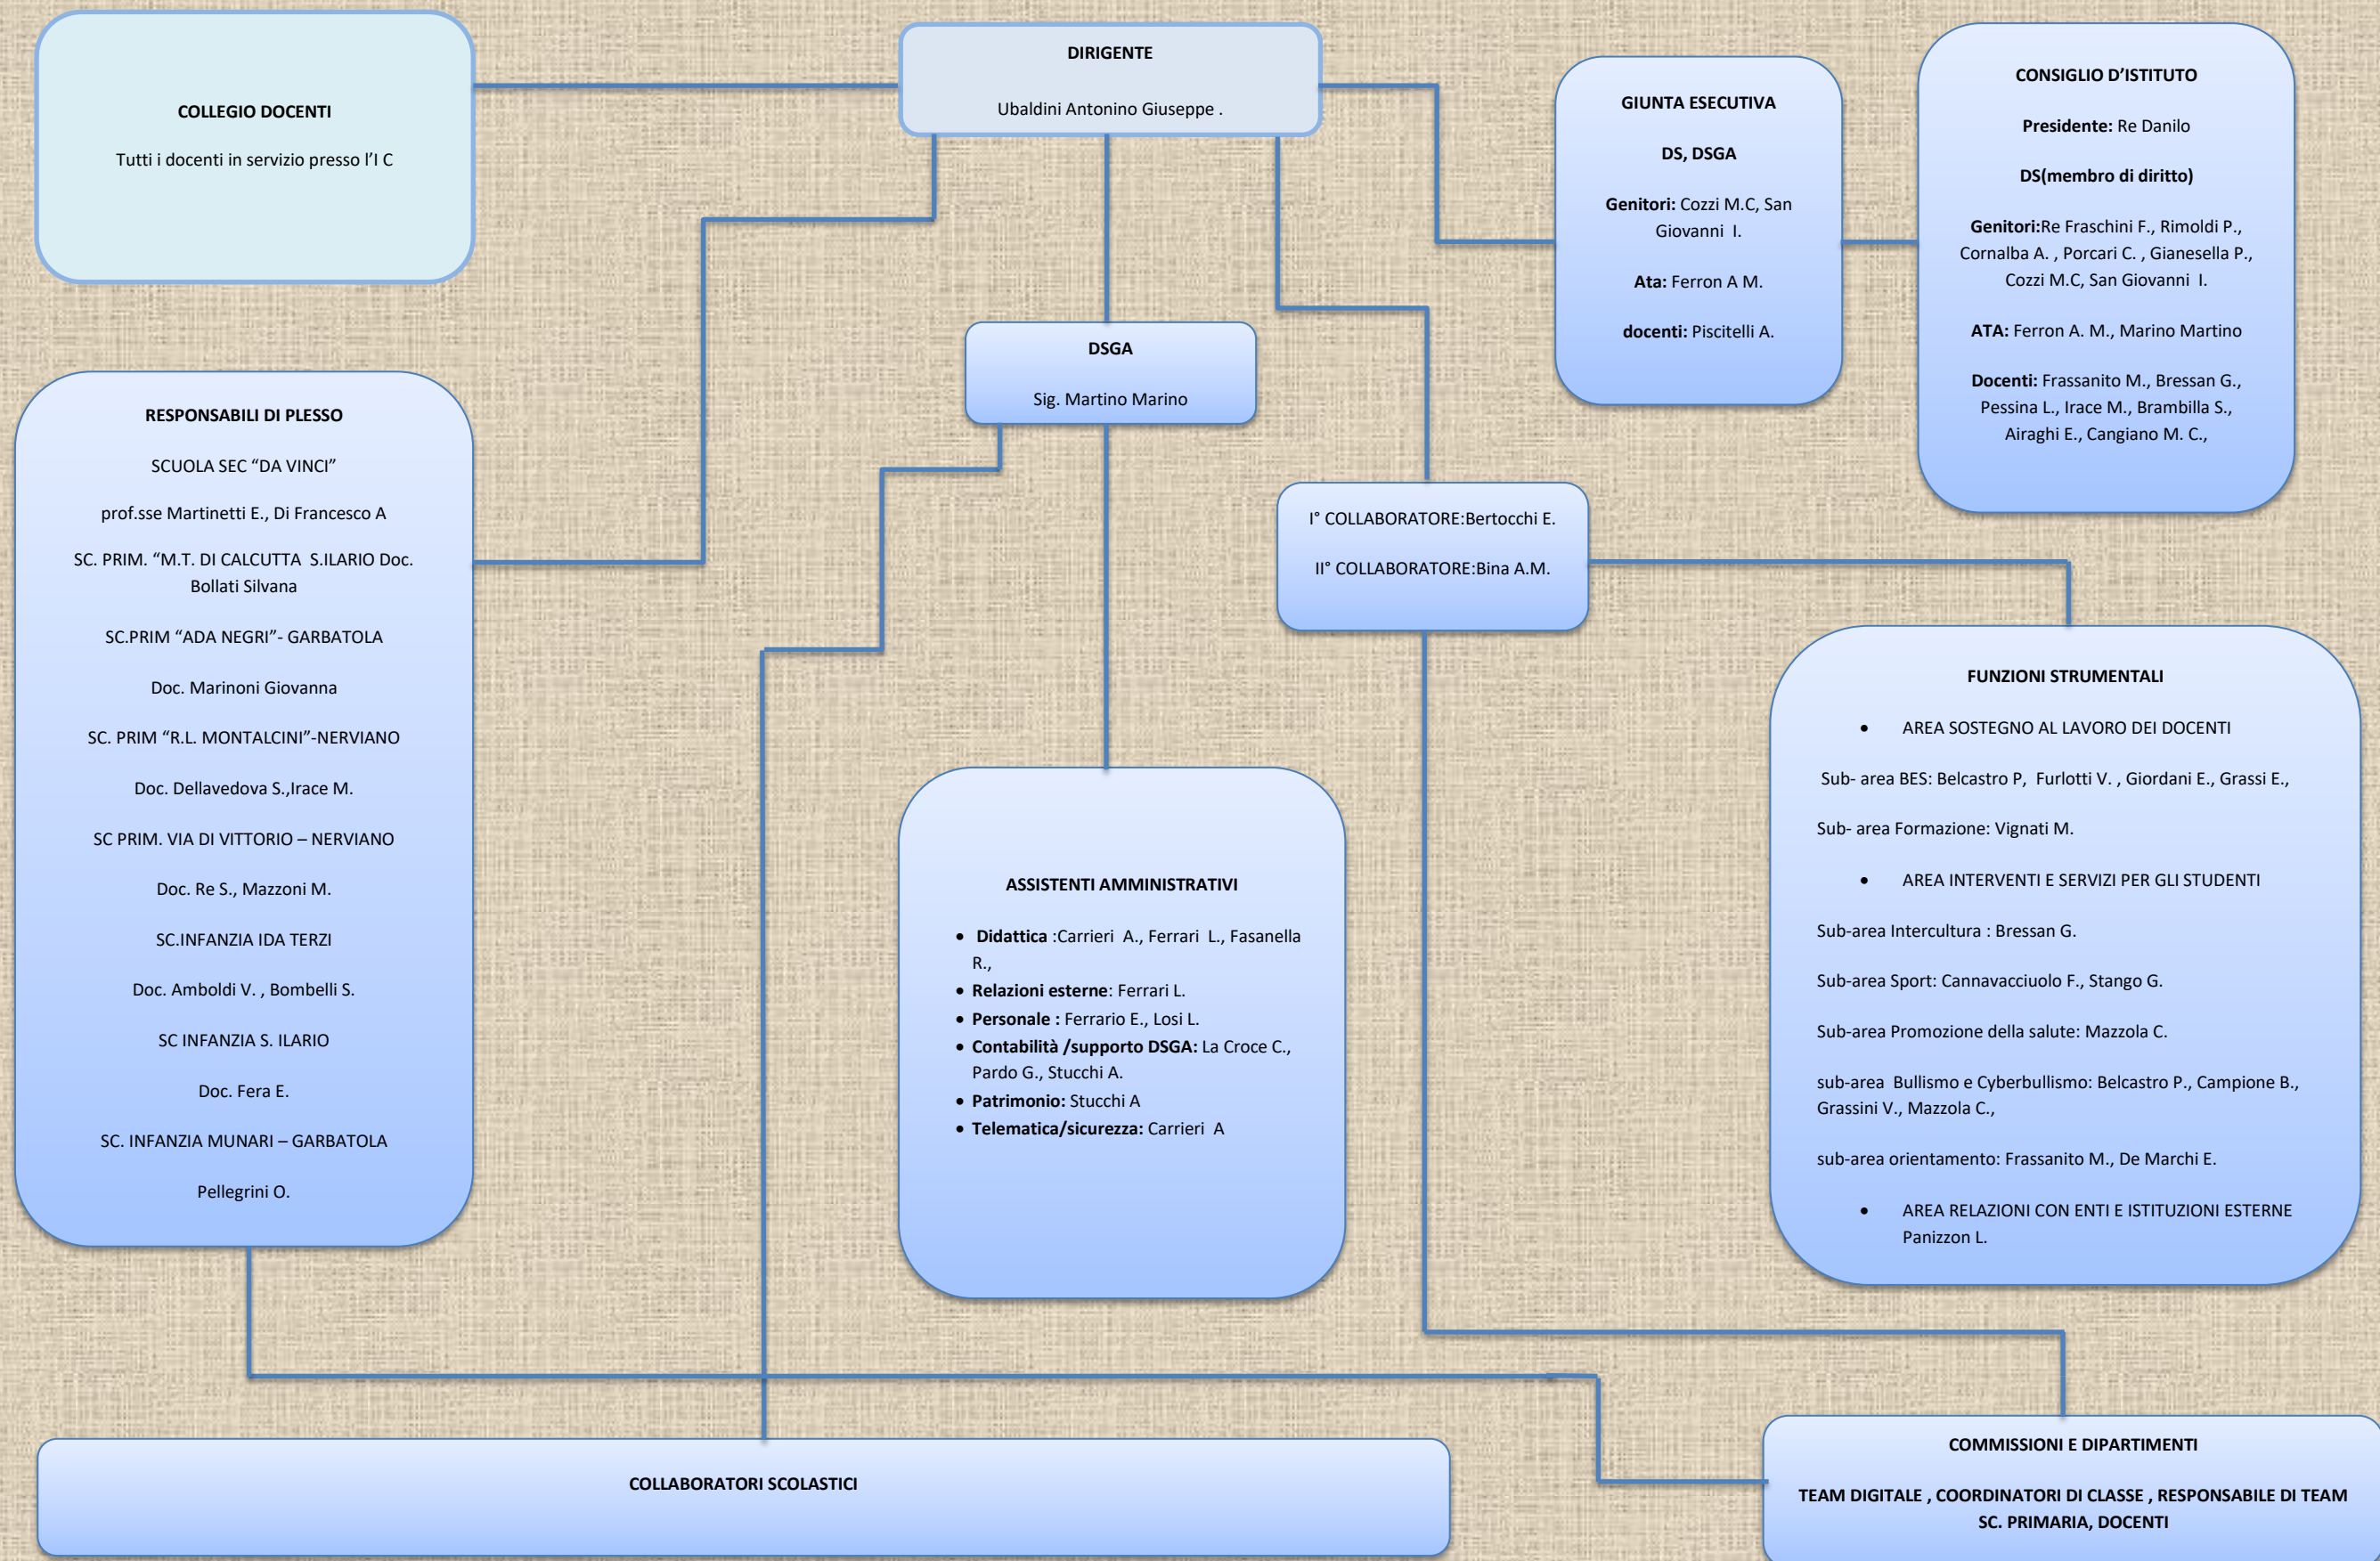 COLLEGIO DOCENTI
Tutti i docenti in servizio presso l’I C
DIRIGENTE
Ubaldini Antonino Giuseppe .
GIUNTA ESECUTIVA
DS, DSGA
Genitori: Cozzi M.C, San
Giovanni I.
Ata: Ferron A M.
docenti: Piscitelli A.
CONSIGLIO D’ISTITUTO
Presidente: Re Danilo
DS(membro di diritto)
Genitori:Re Fraschini F., Rimoldi P.,
Cornalba A. , Porcari C. , Gianesella P.,
Cozzi M.C, San Giovanni I.
ATA: Ferron A. M., Marino Martino
Docenti: Frassanito M., Bressan G.,
Pessina L., Irace M., Brambilla S.,
Airaghi E., Cangiano M. C.,
DSGA
Sig. Martino Marino
RESPONSABILI DI PLESSO
SCUOLA SEC “DA VINCI”
prof.sse Martinetti E., Di Francesco A
SC. PRIM. “M.T. DI CALCUTTA S.ILARIO Doc.
Bollati Silvana
SC.PRIM “ADA NEGRI”- GARBATOLA
Doc. Marinoni Giovanna
SC. PRIM “R.L. MONTALCINI”-NERVIANO
Doc. Dellavedova S.,Irace M.
SC PRIM. VIA DI VITTORIO – NERVIANO
Doc. Re S., Mazzoni M.
SC.INFANZIA IDA TERZI
Doc. Amboldi V. , Bombelli S.
SC INFANZIA S. ILARIO
Doc. Fera E.
SC. INFANZIA MUNARI – GARBATOLA
Pellegrini O.
I° COLLABORATORE:Bertocchi E.
II° COLLABORATORE:Bina A.M.
ASSISTENTI AMMINISTRATIVI
• Didattica :Carrieri A., Ferrari L., Fasanella
R.,
• Relazioni esterne: Ferrari L.
• Personale : Ferrario E., Losi L.
• Contabilità /supporto DSGA: La Croce C.,
Pardo G., Stucchi A.
• Patrimonio: Stucchi A
• Telematica/sicurezza: Carrieri A
FUNZIONI STRUMENTALI
• AREA SOSTEGNO AL LAVORO DEI DOCENTI
Sub- area BES: Belcastro P, Furlotti V. , Giordani E., Grassi E.,
Sub- area Formazione: Vignati M.
• AREA INTERVENTI E SERVIZI PER GLI STUDENTI
Sub-area Intercultura : Bressan G.
Sub-area Sport: Cannavacciuolo F., Stango G.
Sub-area Promozione della salute: Mazzola C.
sub-area Bullismo e Cyberbullismo: Belcastro P., Campione B.,
Grassini V., Mazzola C.,
sub-area orientamento: Frassanito M., De Marchi E.
• AREA RELAZIONI CON ENTI E ISTITUZIONI ESTERNE
Panizzon L.
COLLABORATORI SCOLASTICI
COMMISSIONI E DIPARTIMENTI
TEAM DIGITALE , COORDINATORI DI CLASSE , RESPONSABILE DI TEAM
SC. PRIMARIA, DOCENTI